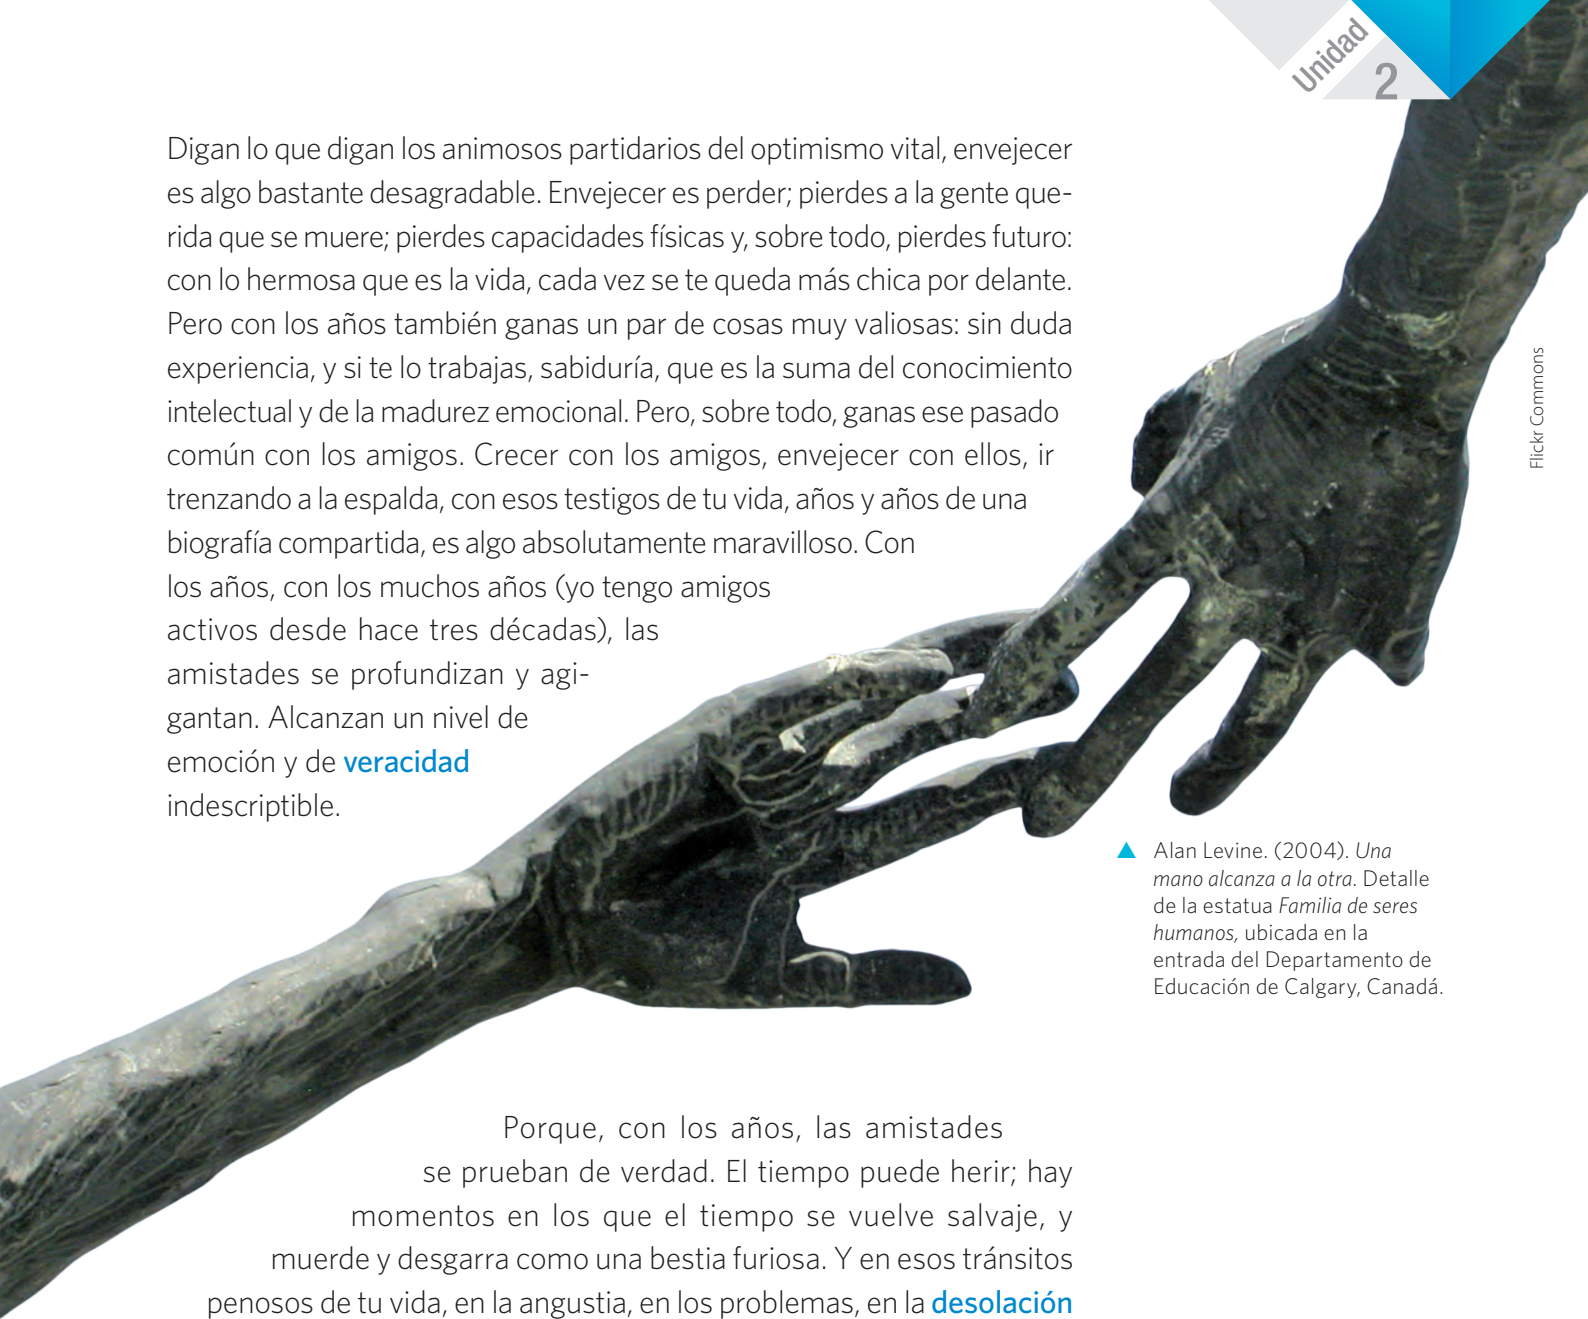 Unidad
2
Digan lo que digan los animosos partidarios del optimismo vital, envejecer
es algo bastante desagradable. Envejecer es perder; pierdes a la gente que-
rida que se muere; pierdes capacidades físicas y, sobre todo, pierdes futuro:
con lo hermosa que es la vida, cada vez se te queda más chica por delante.
Pero con los años también ganas un par de cosas muy valiosas: sin duda
experiencia, y si te lo trabajas, sabiduría, que es la suma del conocimiento
intelectual y de la madurez emocional. Pero, sobre todo, ganas ese pasado
común con los amigos. Crecer con los amigos, envejecer con ellos, ir
trenzando a la espalda, con esos testigos de tu vida, años y años de una
biografía compartida, es algo absolutamente maravilloso. Con
los años, con los muchos años (yo tengo amigos
activos desde hace tres décadas), las
amistades se profundizan y agi-
gantan. Alcanzan un nivel de
emoción y de veracidad
indescriptible.
Flickr Commons
Alan Levine. (2004). Una
mano alcanza a la otra. Detalle
de la estatua Familia de seres
humanos, ubicada en la
entrada del Departamento de
Educación de Calgary, Canadá.
Porque, con los años, las amistades
se prueban de verdad. El tiempo puede herir; hay
momentos en los que el tiempo se vuelve salvaje, y
muerde y desgarra como una bestia furiosa. Y en esos tránsitos
penosos de tu vida, en la angustia, en los problemas, en la desolación